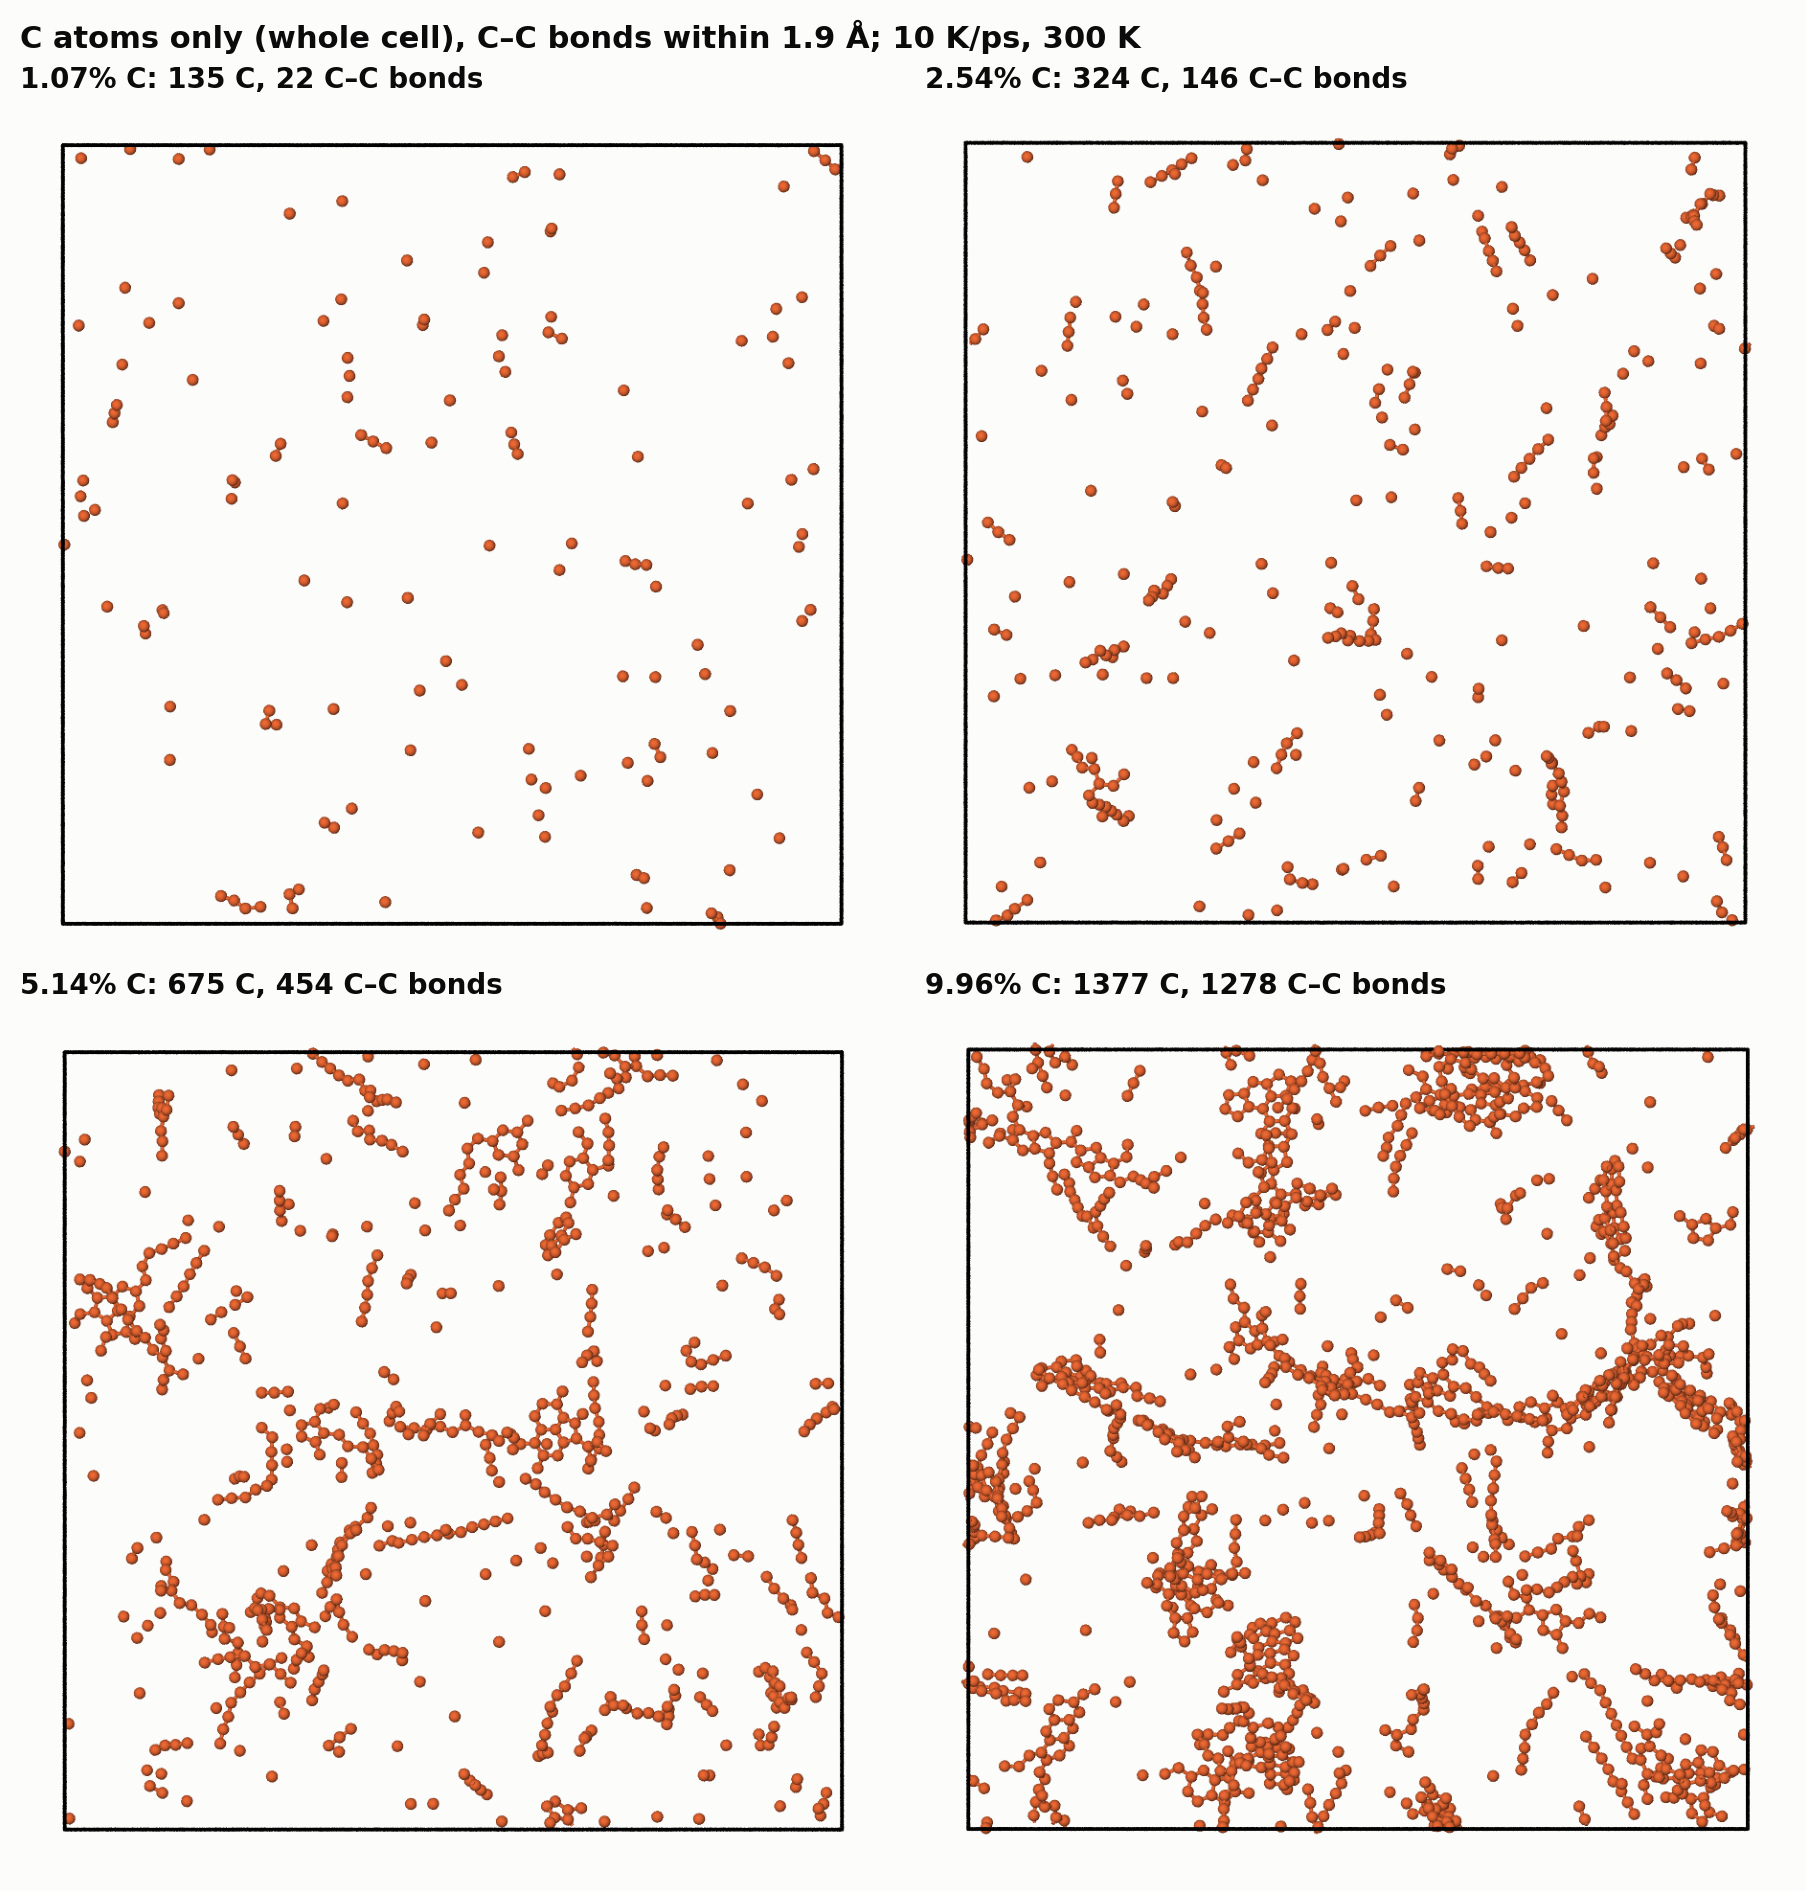 C atoms only (whole cell), C–C bonds within 1.9 Å; 10 K/ps, 300 K
1.07% C: 135 C, 22 C–C bonds
2.54% C: 324 C, 146 C–C bonds
5.14% C: 675 C, 454 C–C bonds
9.96% C: 1377 C, 1278 C–C bonds